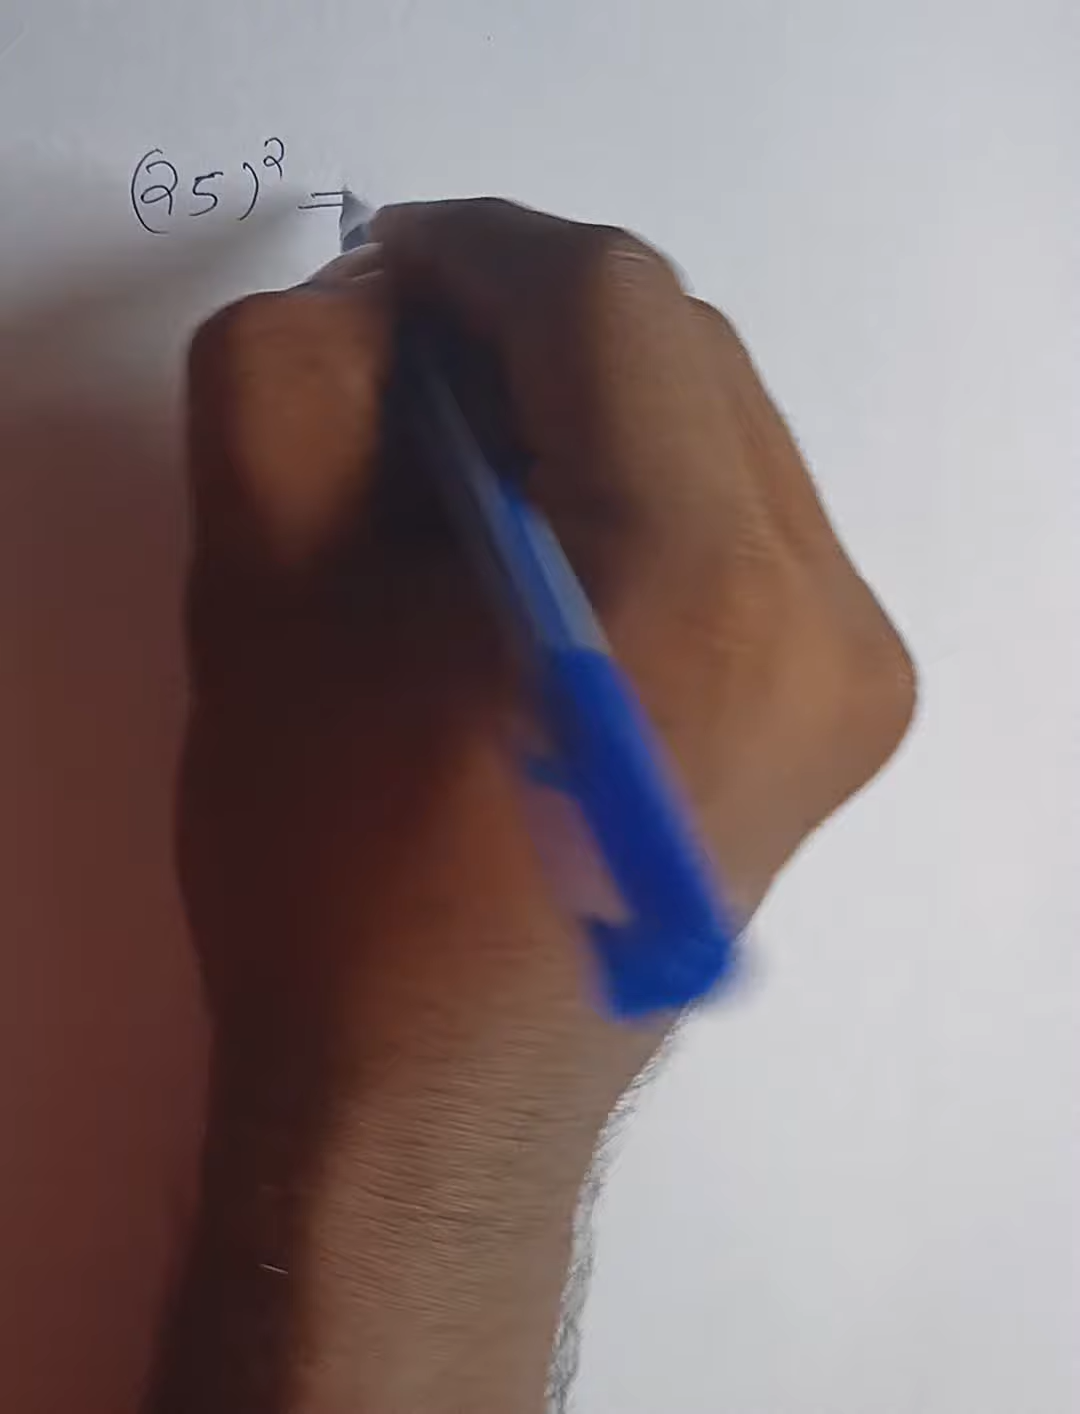 (25)² =